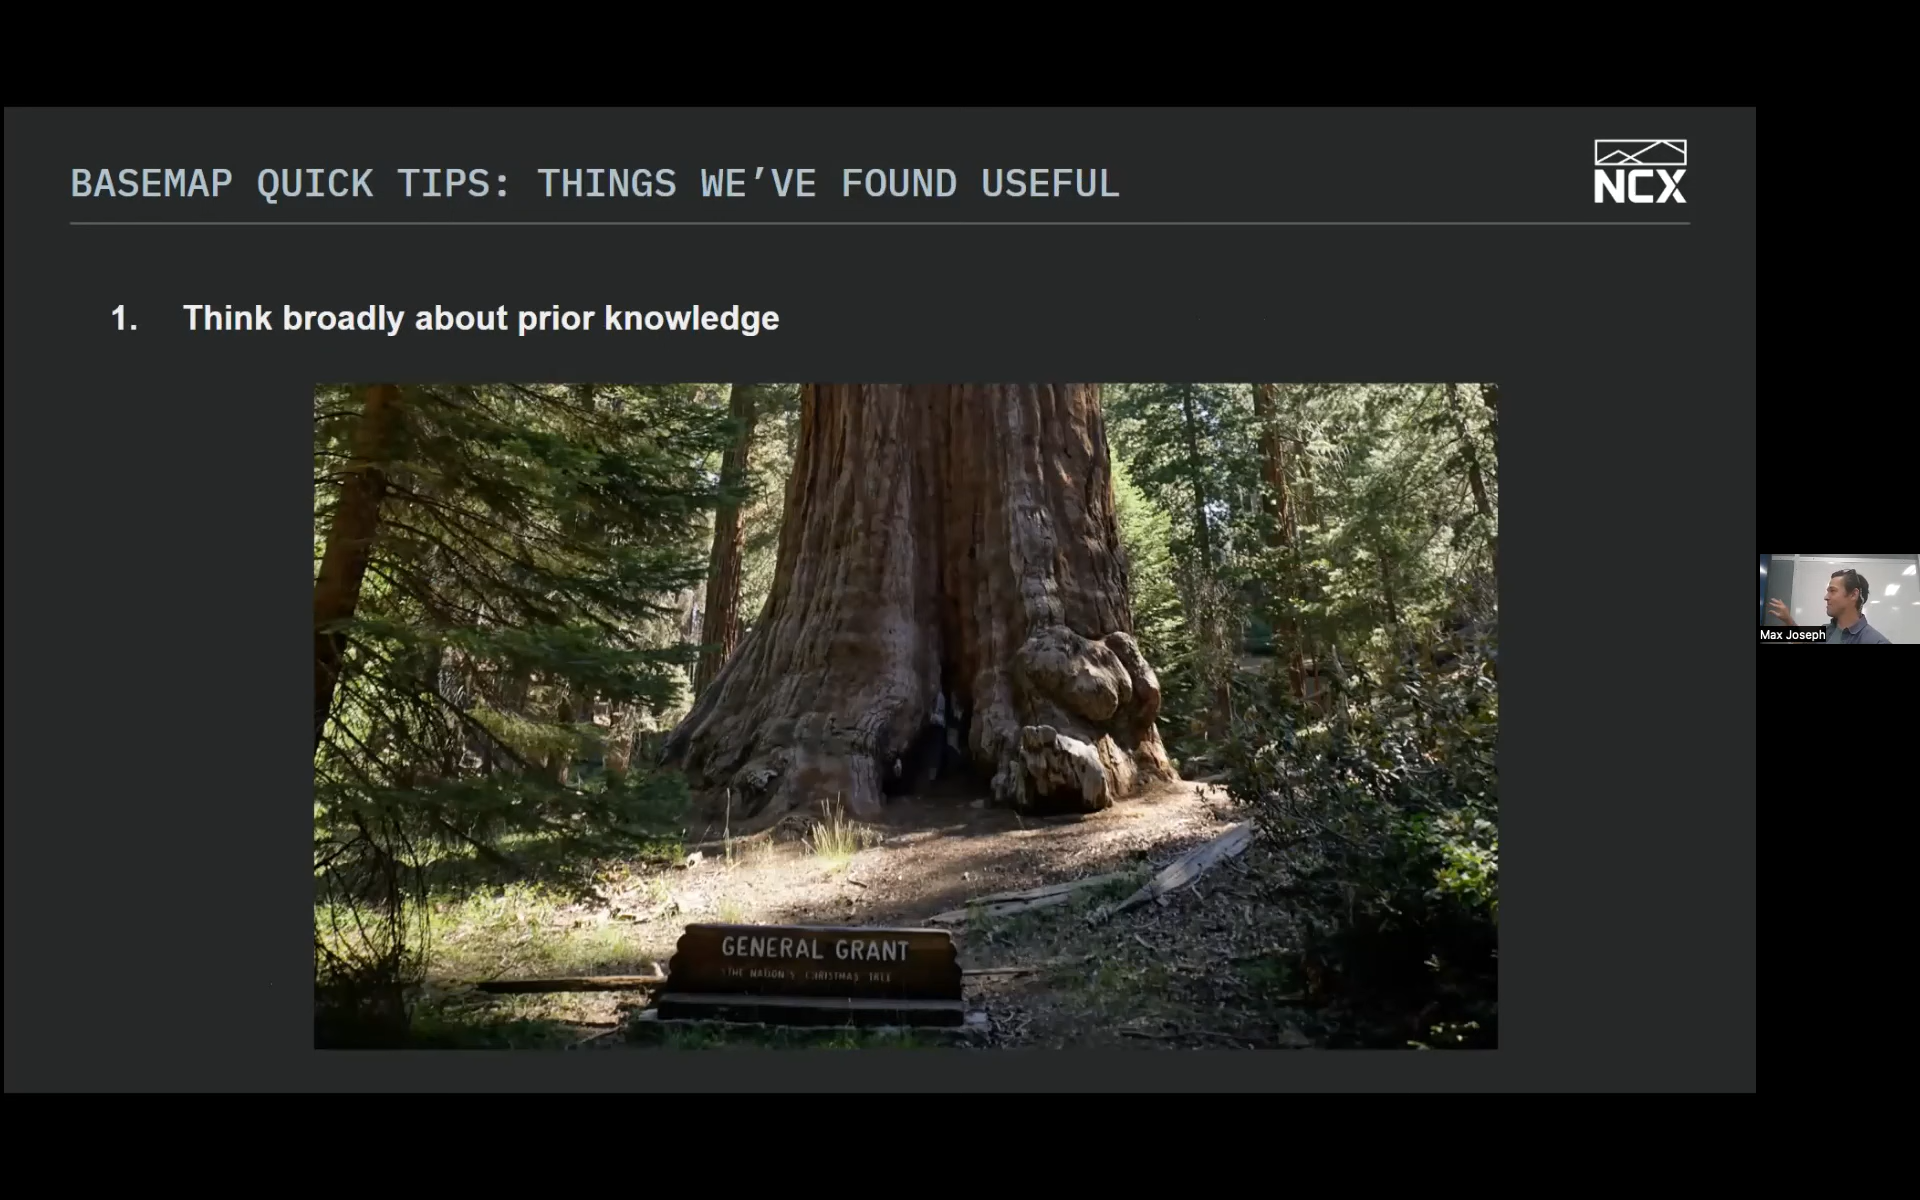 BASEMAP QUICK TIPS: THINGS WE’VE FOUND USEFUL
NCX
1. Think broadly about prior knowledge
GENERAL GRANT
THE NATION'S CHRISTMAS TREE
Max Joseph